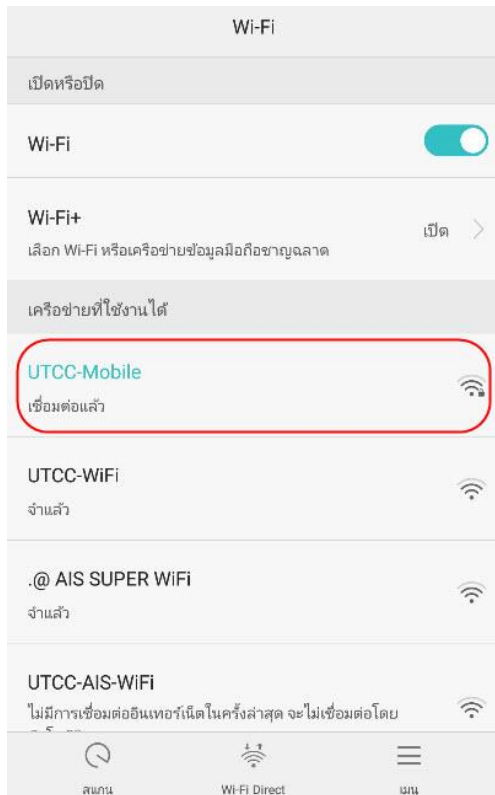 Wi-Fi
เปิดหรือปิด
Wi-Fi
Wi-Fi+
เลือก Wi-Fi หรือเครือข่ายข้อมูลมือถือชาญฉลาด
เปิด
เครือข่ายที่ใช้งานได้
UTCC-Mobile
เชื่อมต่อแล้ว
UTCC-WiFi
จำแล้ว
.@ AIS SUPER WiFi
จำแล้ว
UTCC-AIS-WiFi
ไม่มีการเชื่อมต่ออินเทอร์เน็ตในครั้งล่าสุด จะไม่เชื่อมต่อโดย
สแกน
Wi-Fi Direct
เมนู